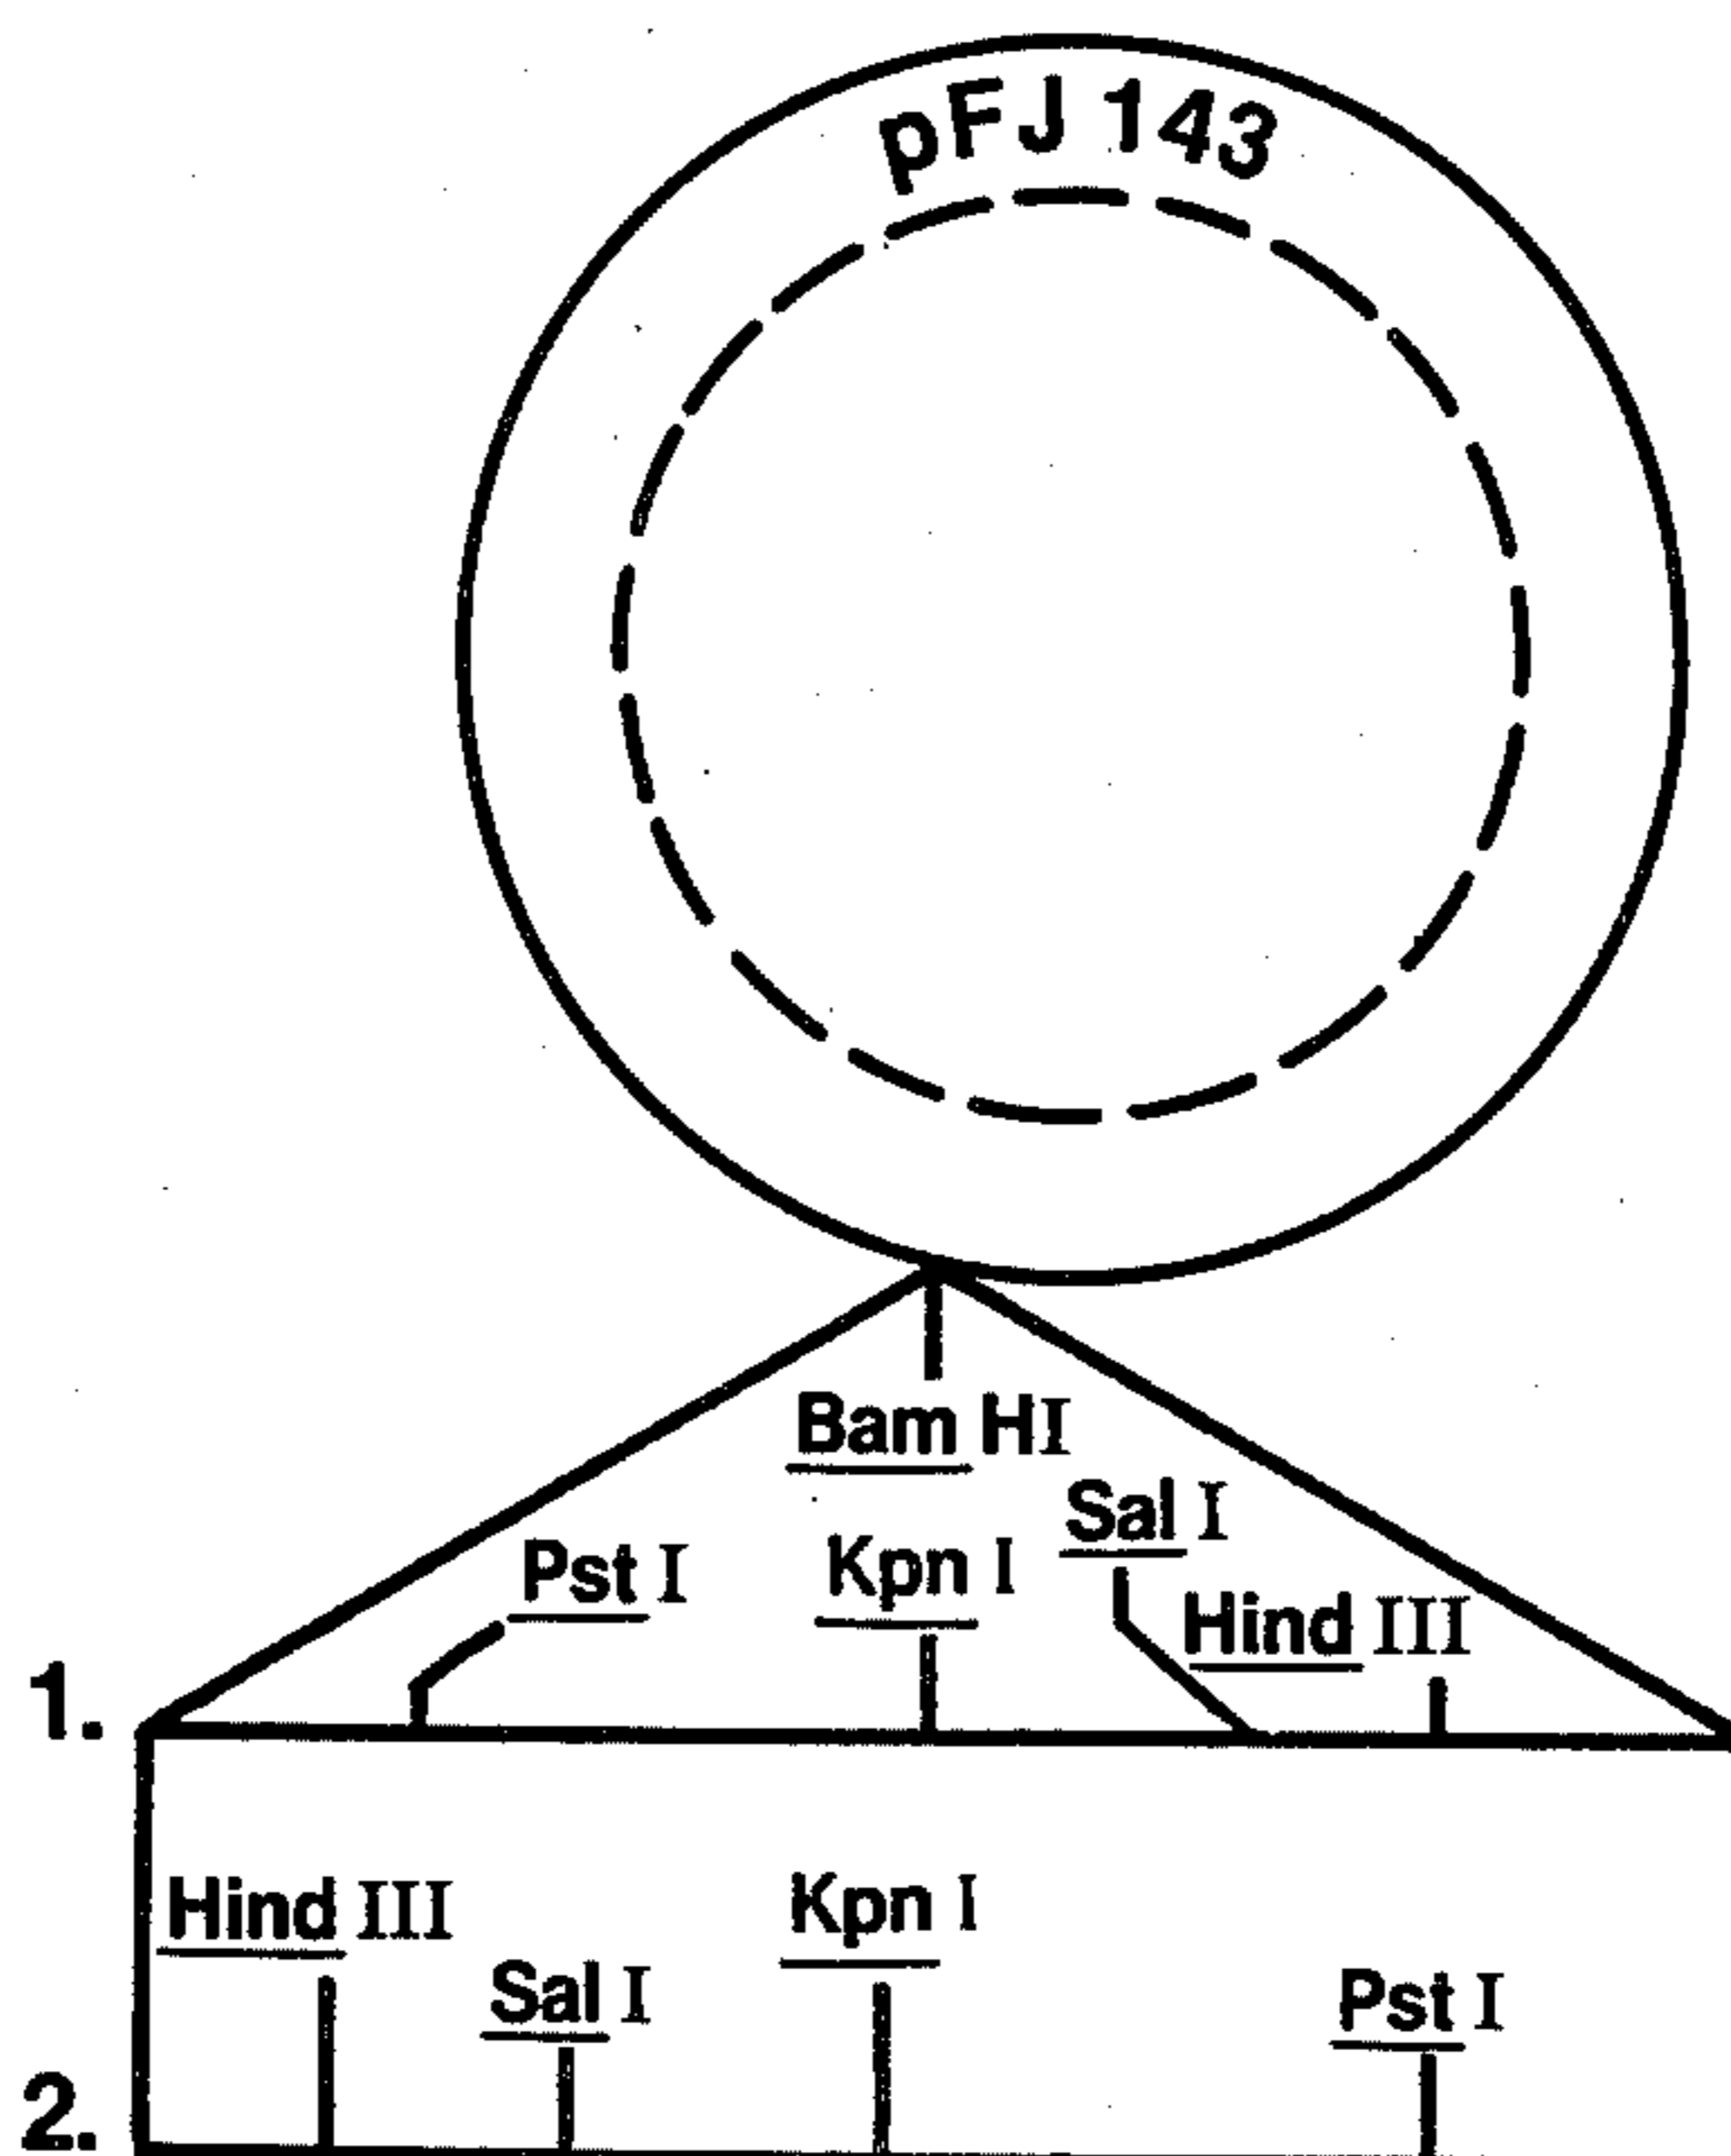 pFJ 143
Bam HI
Sal I
Pst I
Kpn I
Hind III
1.
Hind III
Kpn I
Sal I
Pst I
2.